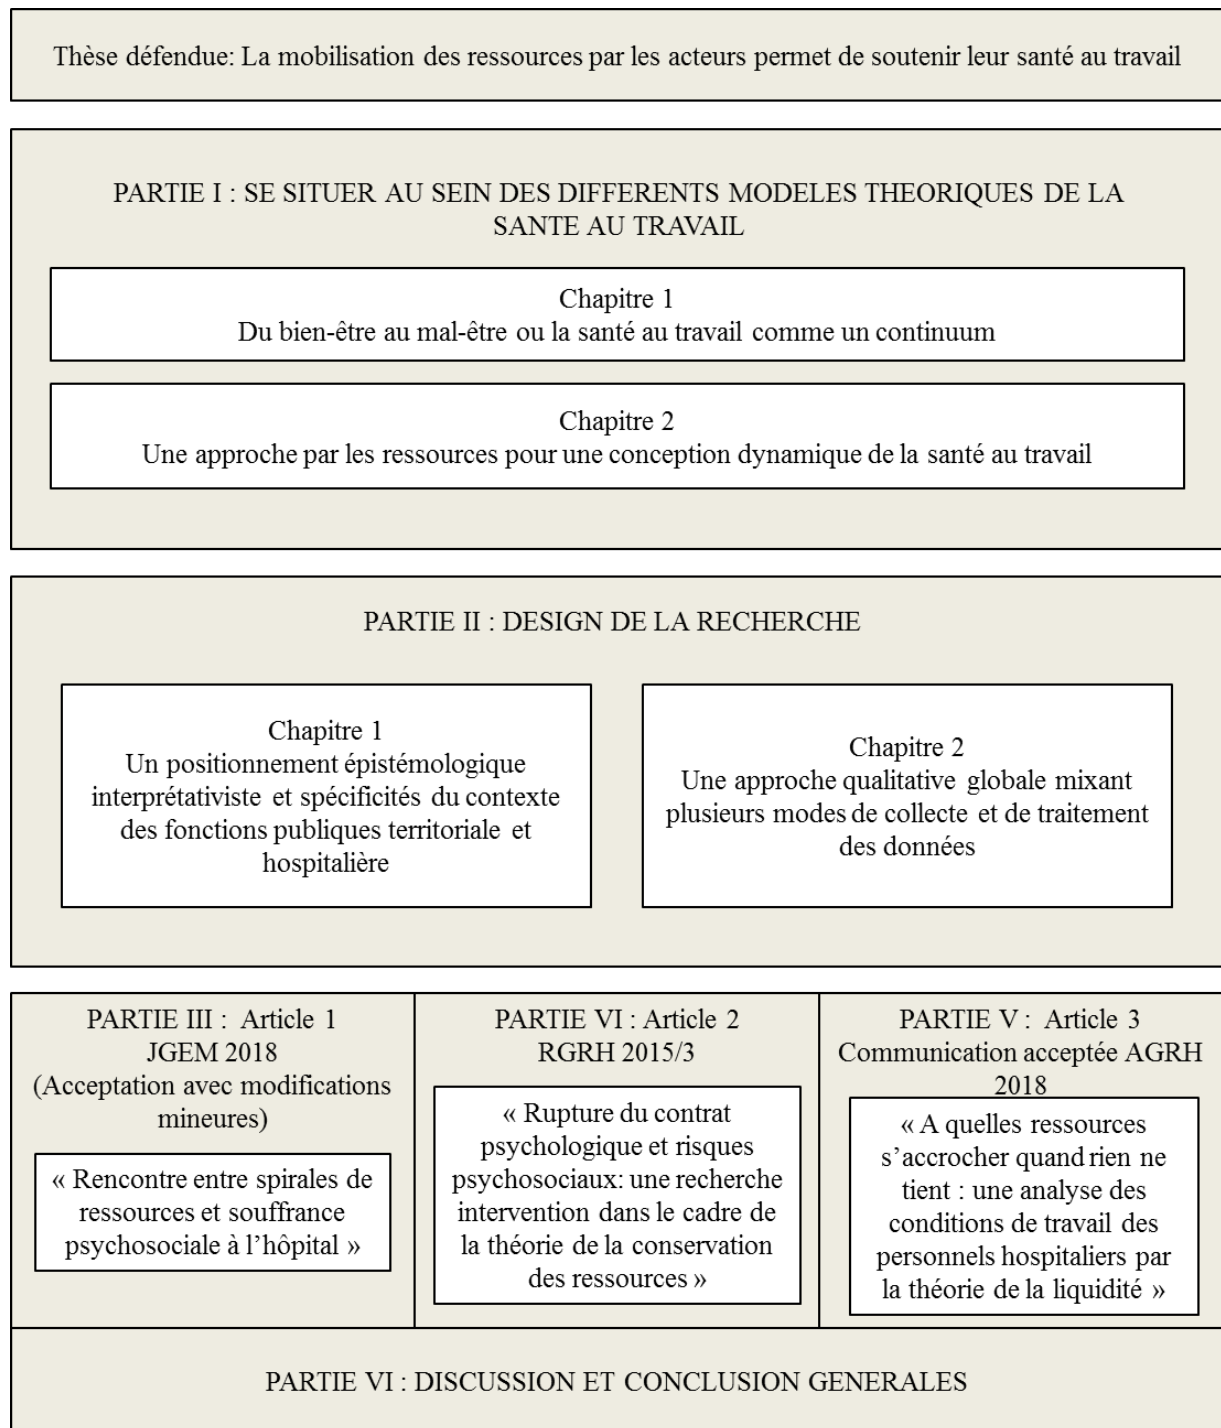 Thèse défendue: La mobilisation des ressources par les acteurs permet de soutenir leur santé au travail
PARTIE I : SE SITUER AU SEIN DES DIFFERENTS MODELES THEORIQUES DE LA
SANTE AU TRAVAIL
Chapitre 1
Du bien-être au mal-être ou la santé au travail comme un continuum
Chapitre 2
Une approche par les ressources pour une conception dynamique de la santé au travail
PARTIE II : DESIGN DE LA RECHERCHE
Chapitre 1
Un positionnement épistémologique
interprétativiste et spécificités du contexte
des fonctions publiques territoriale et
hospitalière
Chapitre 2
Une approche qualitative globale mixant
plusieurs modes de collecte et de traitement
des données
PARTIE III : Article 1
JGEM 2018
(Acceptation avec modifications
mineures)
« Rencontre entre spirales de
ressources et souffrance
psychosociale à l’hôpital »
PARTIE VI : Article 2
RGRH 2015/3
« Rupture du contrat
psychologique et risques
psychosociaux: une recherche
intervention dans le cadre de
la théorie de la conservation
des ressources »
PARTIE V : Article 3
Communication acceptée AGRH
2018
« A quelles ressources
s’accrocher quand rien ne
tient : une analyse des
conditions de travail des
personnels hospitaliers par
la théorie de la liquidité »
PARTIE VI : DISCUSSION ET CONCLUSION GENERALES